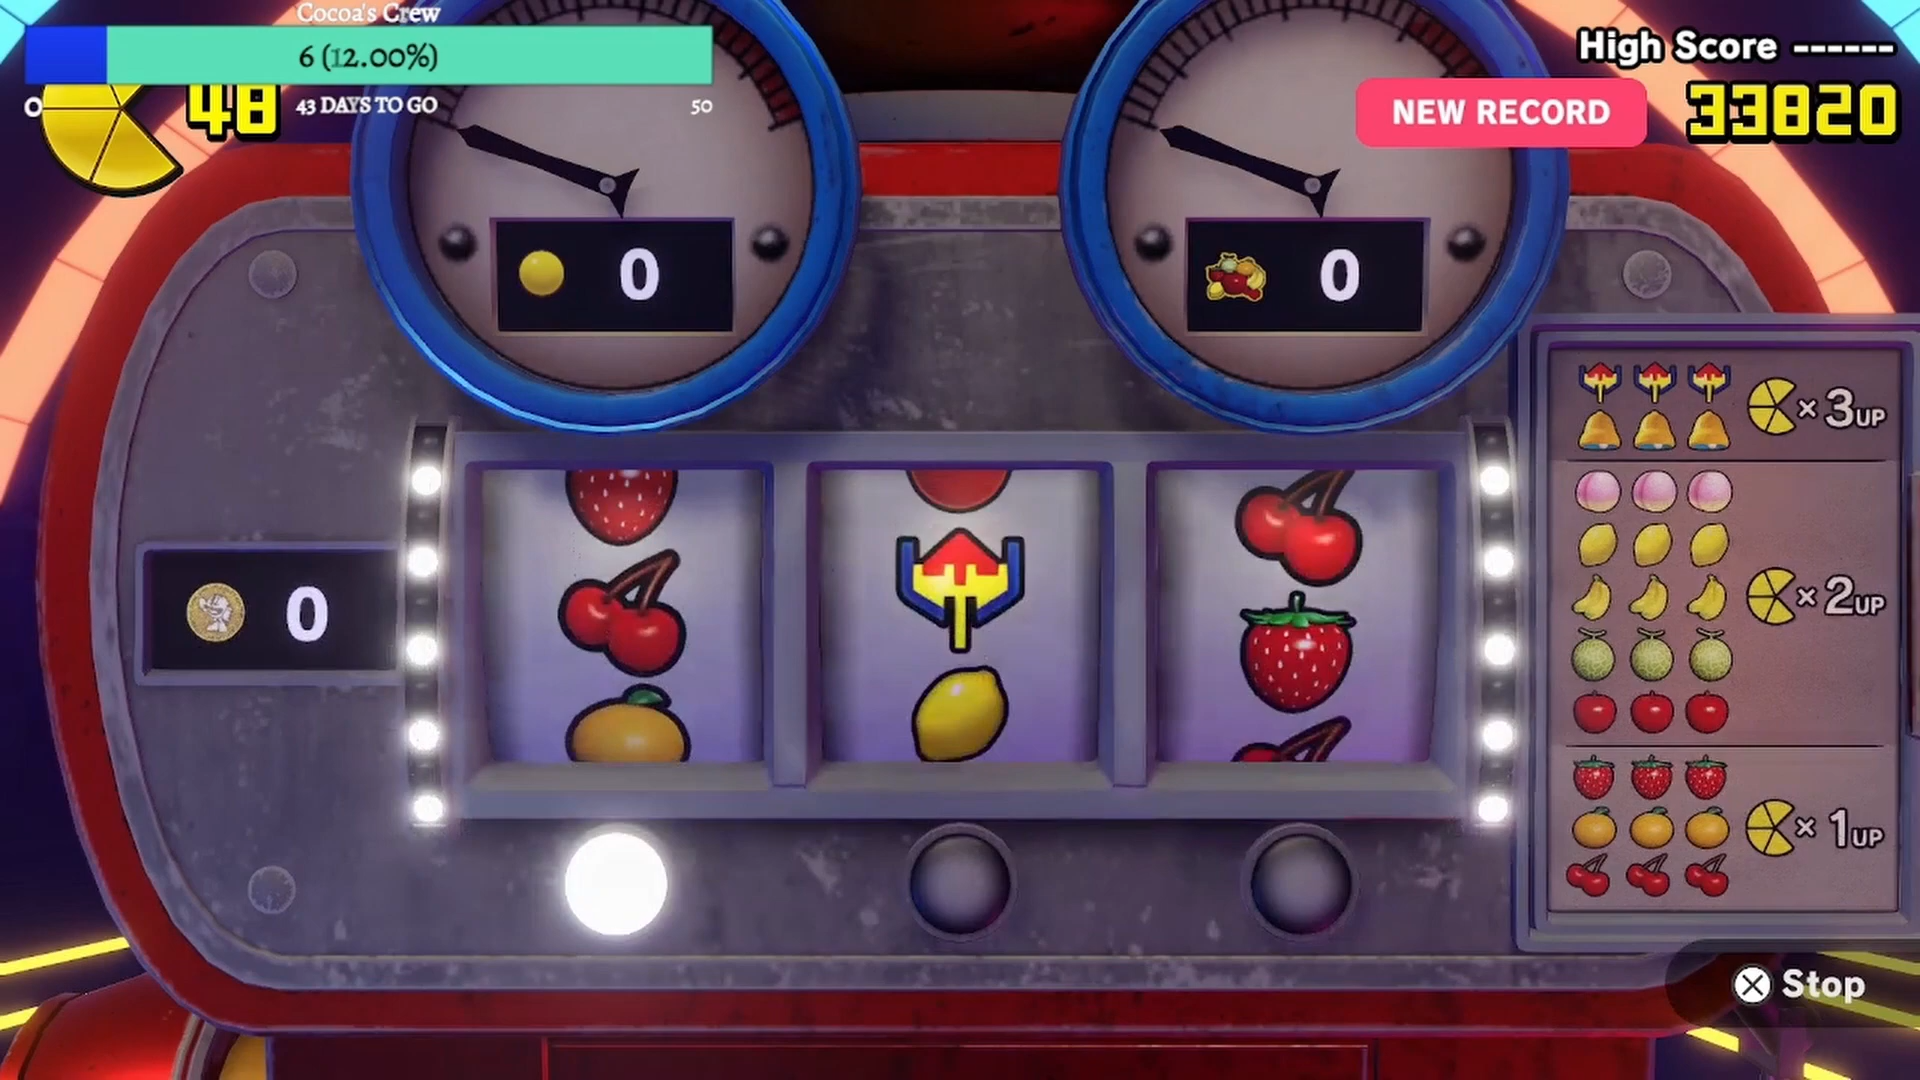 Cocoa's Crew
6 (12.00%)
0
43 DAYS TO GO
50
48
High Score ------
NEW RECORD
33820
0
0
0
× 3UP
× 2UP
× 1UP
Stop